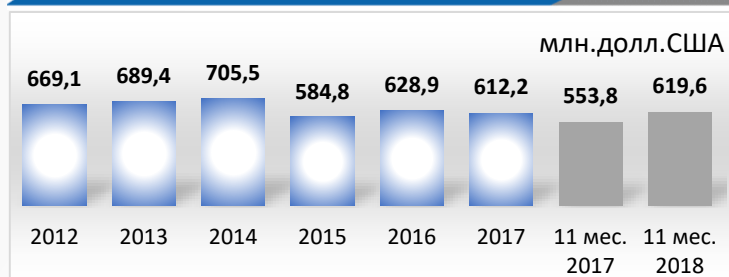 млн.долл.США
669,1 689,4 705,5 584,8 628,9 612,2 553,8 619,6
2012 2013 2014 2015 2016 2017 11 мес. 11 мес.
2017 2018